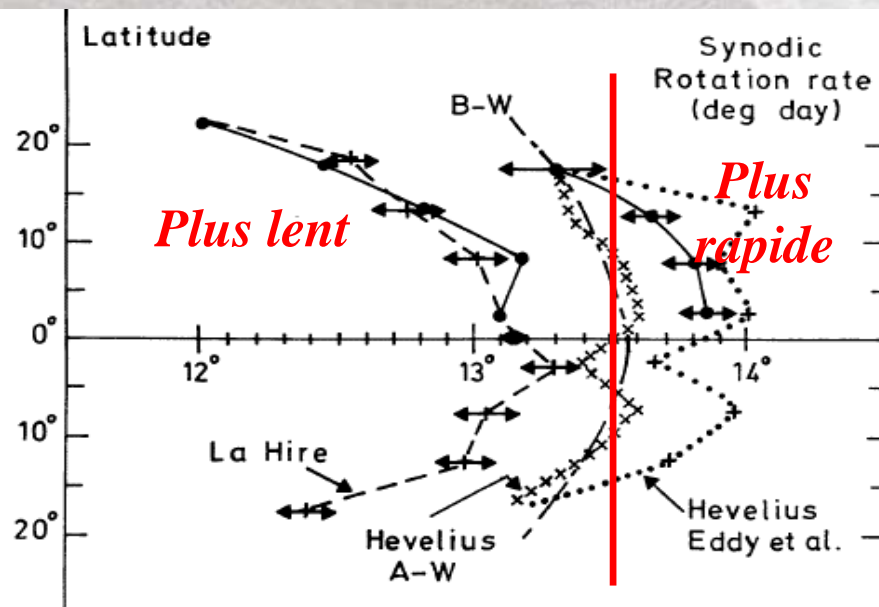 Latitude
Synodic
Rotation rate
(deg day)
B-W
20°
Plus
rapide
Plus lent
10°
0°
12°
13°
14°
10°
La Hire
20°
Hevelius
A-W
Hevelius
Eddy et al.